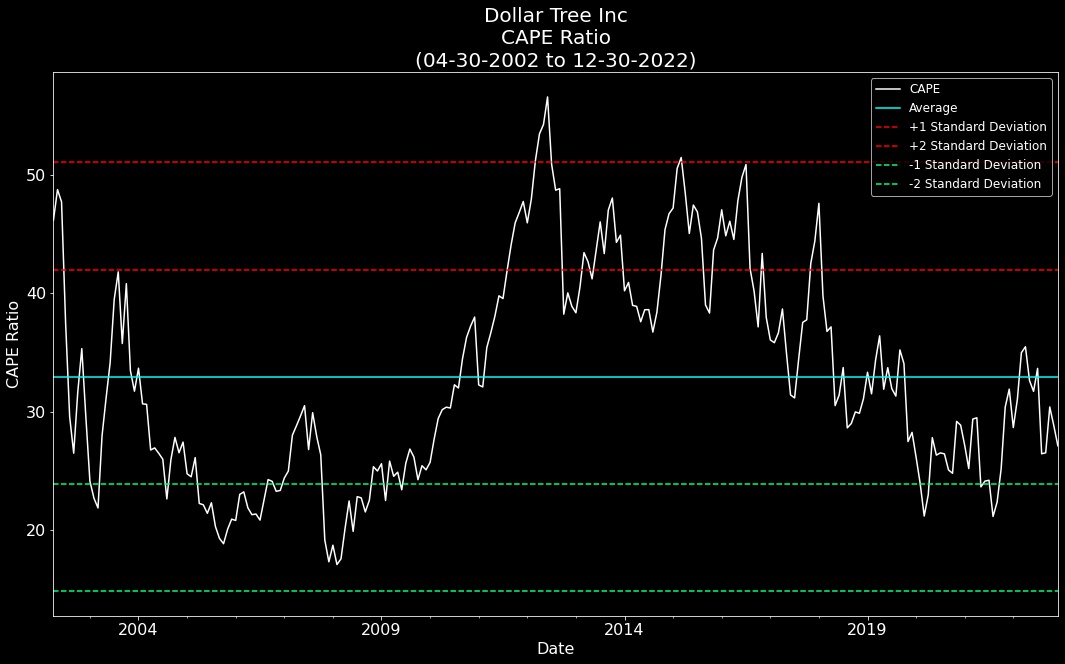 Dollar Tree Inc
CAPE Ratio
(04-30-2002 to 12-30-2022)
CAPE
Average
+1 Standard Deviation
+2 Standard Deviation
-1 Standard Deviation
-2 Standard Deviation
50
40
30
20
CAPE Ratio
2004
2009
2014
2019
Date